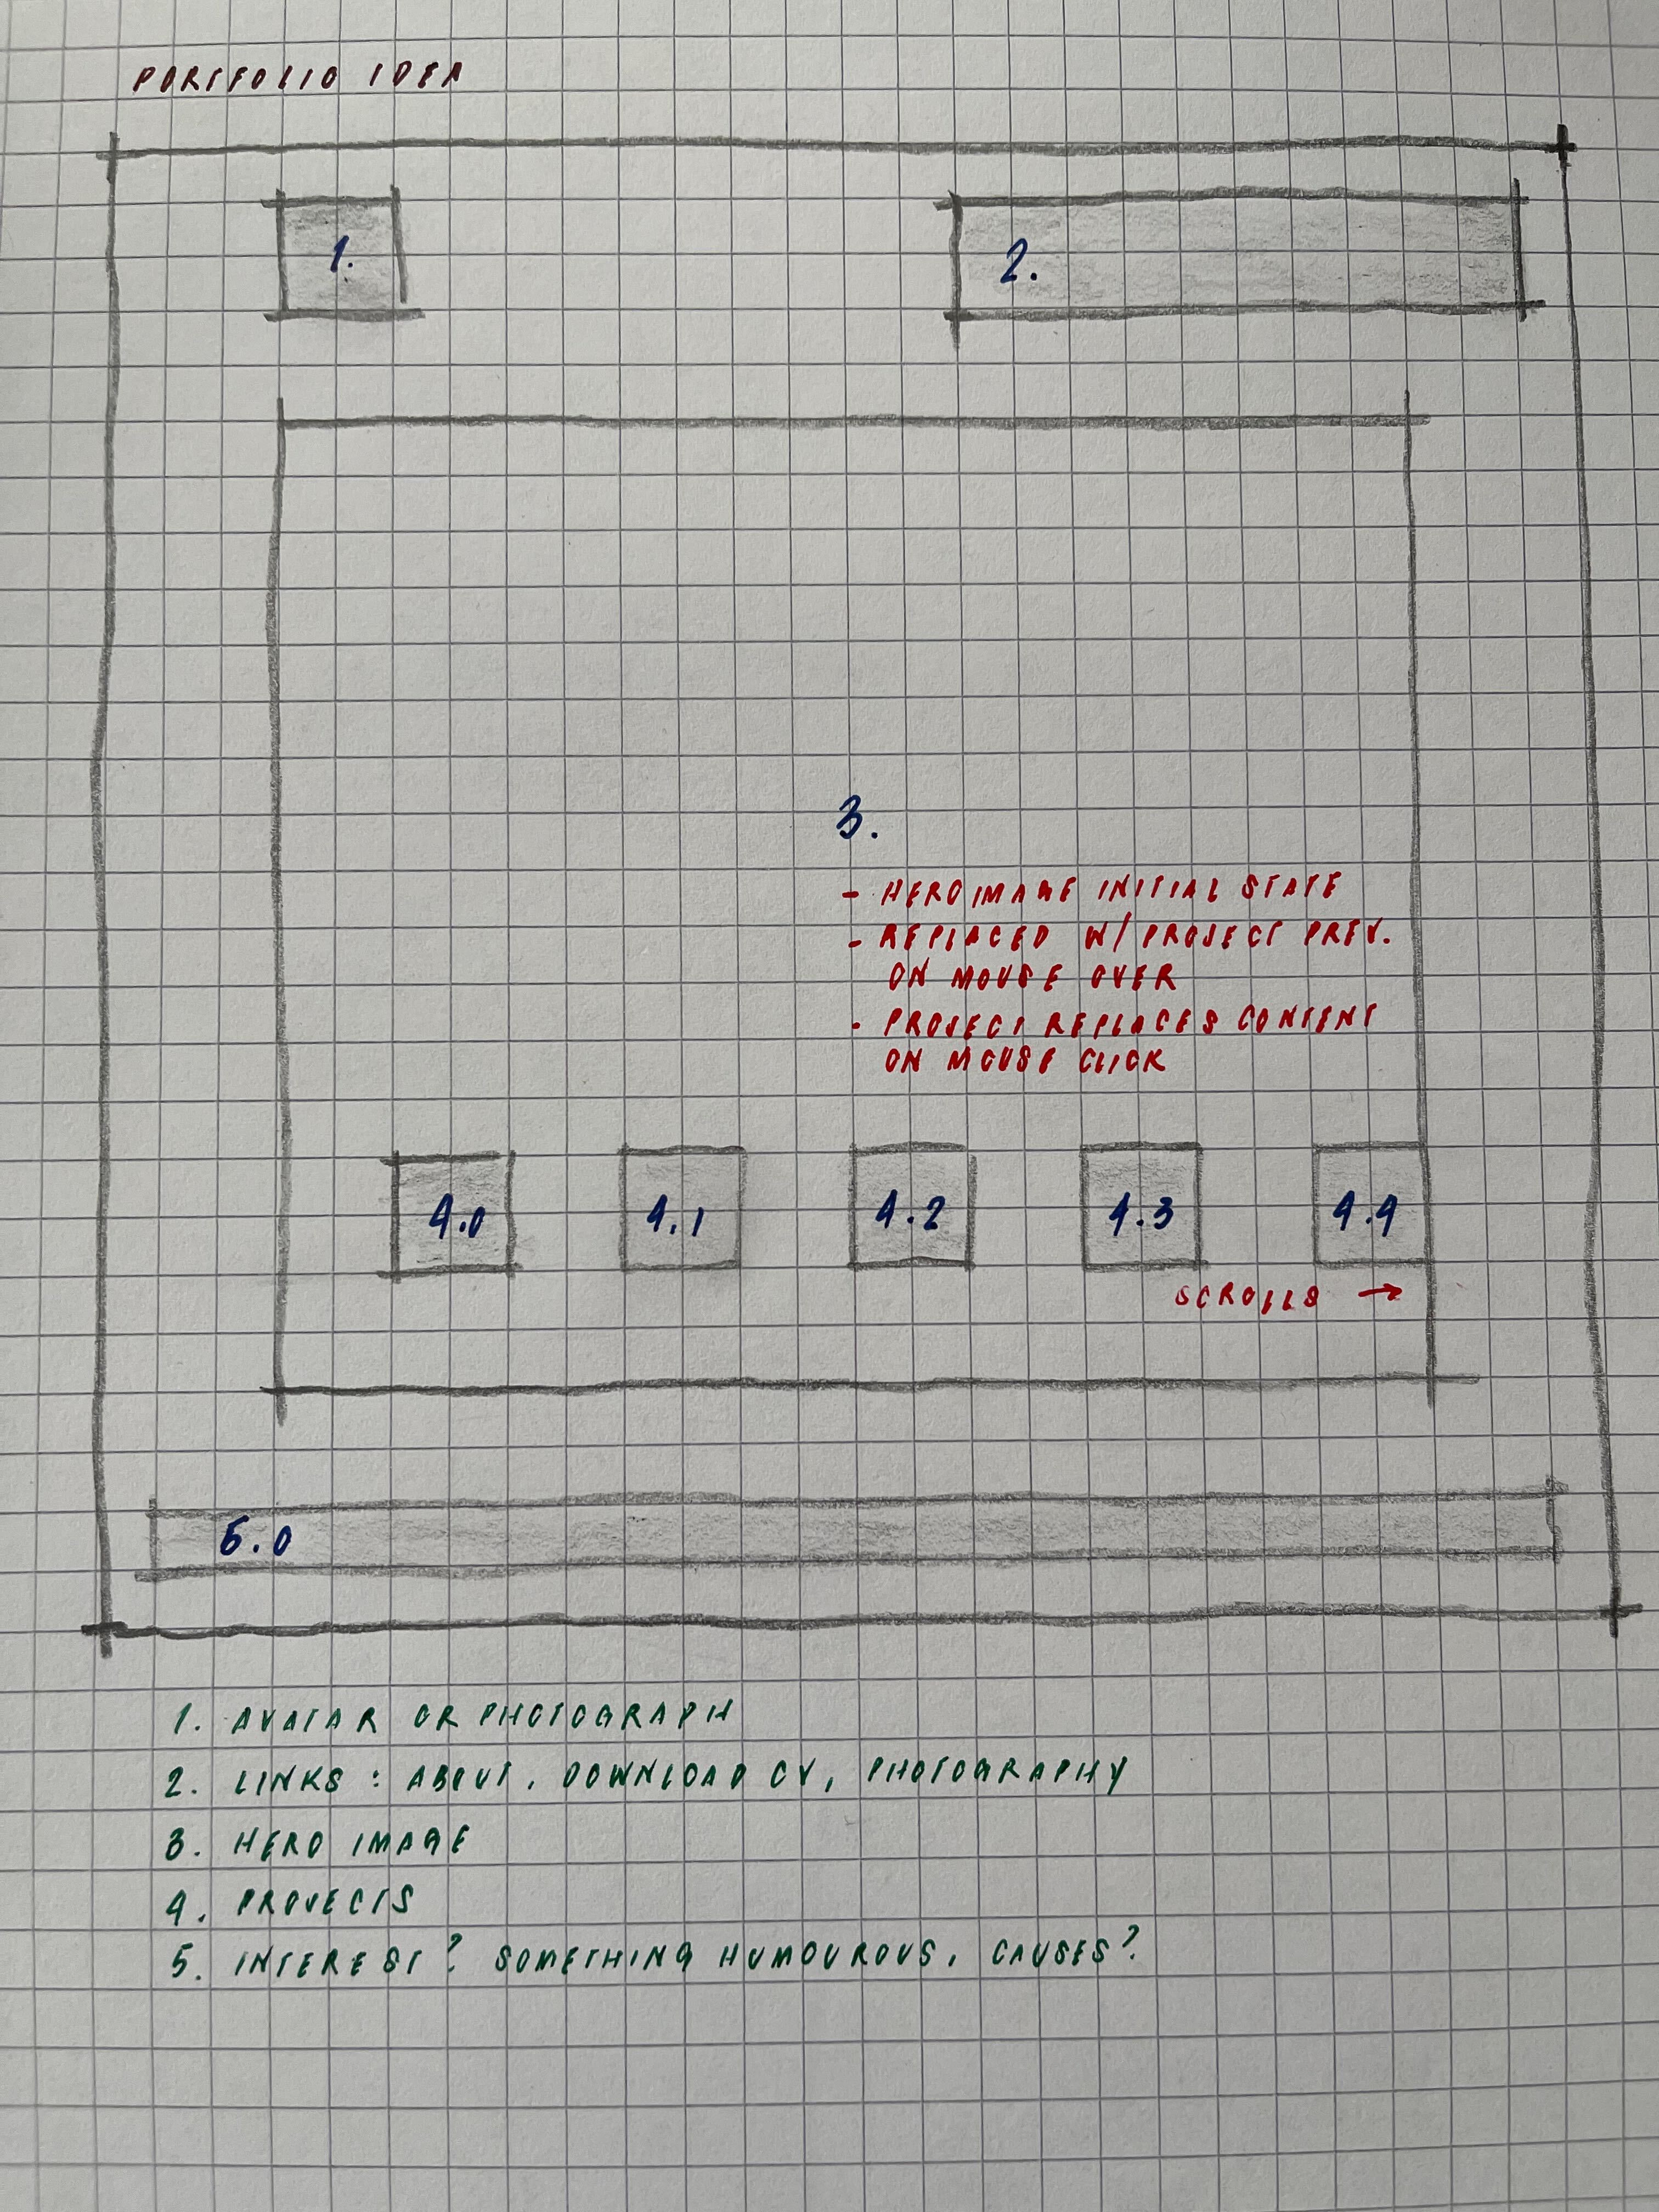 PORTFOLIO IDEA
1.
2.
3.
- HERO IMAGE INITIAL STATE
- REPLACED W/ PROJECT PREV.
ON MOUSE OVER
- PROJECT REPLACES CONTENT
ON MOUSE CLICK
4.0
4.1
4.2
4.3
4.4
SCROLLS →
5.0
1. AVATAR OR PHOTOGRAPH
2. LINKS : ABOUT, DOWNLOAD CV, PHOTOGRAPHY
3. HERO IMAGE
4. PROJECTS
5. INTEREST? SOMETHING HUMOUROUS, CAUSES?